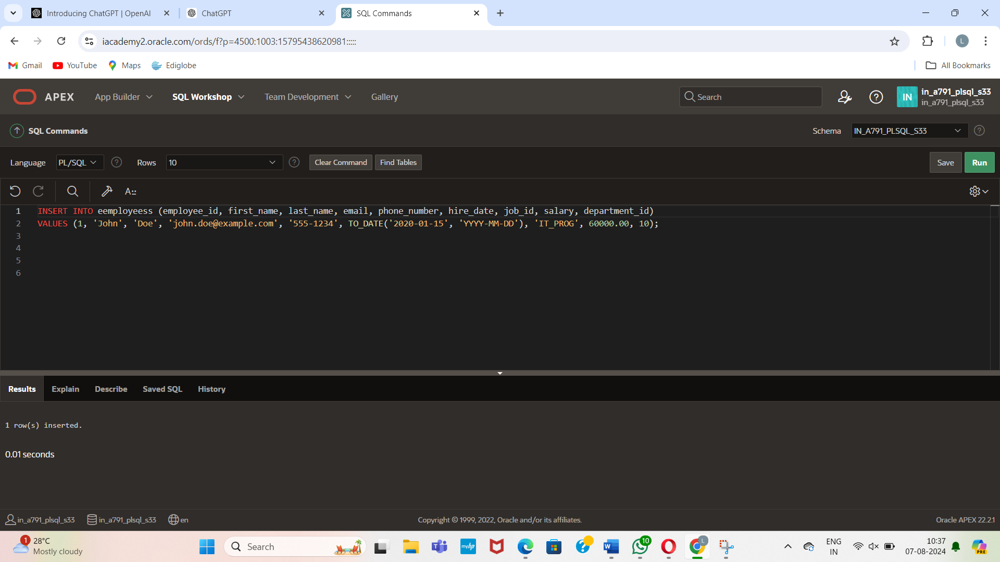 Introducing ChatGPT | OpenAI
ChatGPT
SQL Commands
iacademy2.oracle.com/ords/f?p=4500:1003:15795438620981:::::
L
Gmail
YouTube
Maps
Ediglobe
All Bookmarks
APEX
App Builder
SQL Workshop
Team Development
Gallery
Search
IN
in_a791_plsql_s33
in_a791_plsql_s33
SQL Commands
Schema
IN_A791_PLSQL_S33
Language
PL/SQL
Rows
10
Clear Command
Find Tables
Save
Run
A::
1 INSERT INTO eemployeess (employee_id, first_name, last_name, email, phone_number, hire_date, job_id, salary, department_id)
2 VALUES (1, 'John', 'Doe', 'john.doe@example.com', '555-1234', TO_DATE('2020-01-15', 'YYYY-MM-DD'), 'IT_PROG', 60000.00, 10);
3
4
5
6
Results
Explain
Describe
Saved SQL
History
1 row(s) inserted.
0.01 seconds
in_a791_plsql_s33
in_a791_plsql_s33
en
Copyright © 1999, 2022, Oracle and/or its affiliates.
Oracle APEX 22.2.1
1
28°C
Mostly cloudy
Search
myhp
10
L
ENG
IN
10:37
07-08-2024
PRE